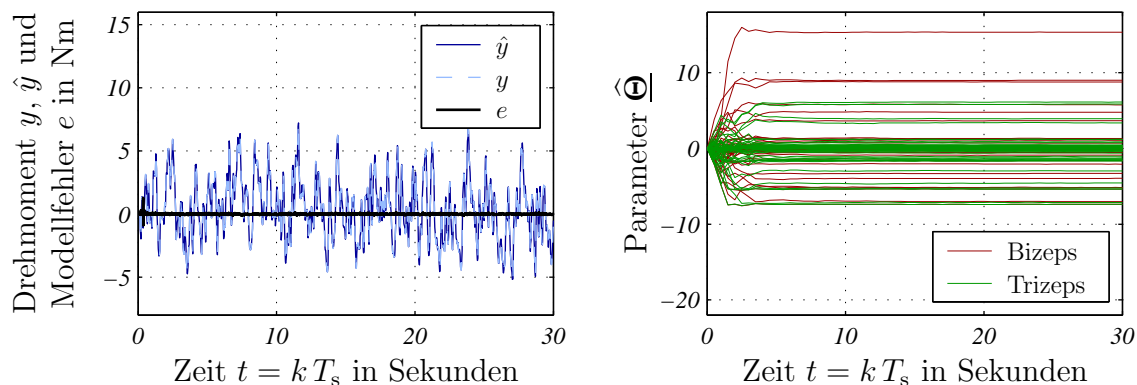 Drehmoment y, ŷ und
Modellfehler e in Nm
15
10
5
0
−5
0
10
20
30
Zeit t = k Tₛ in Sekunden
ŷ
y
e
Parameter Θ̲̂
10
0
−10
−20
0
10
20
30
Zeit t = k Tₛ in Sekunden
Bizeps
Trizeps